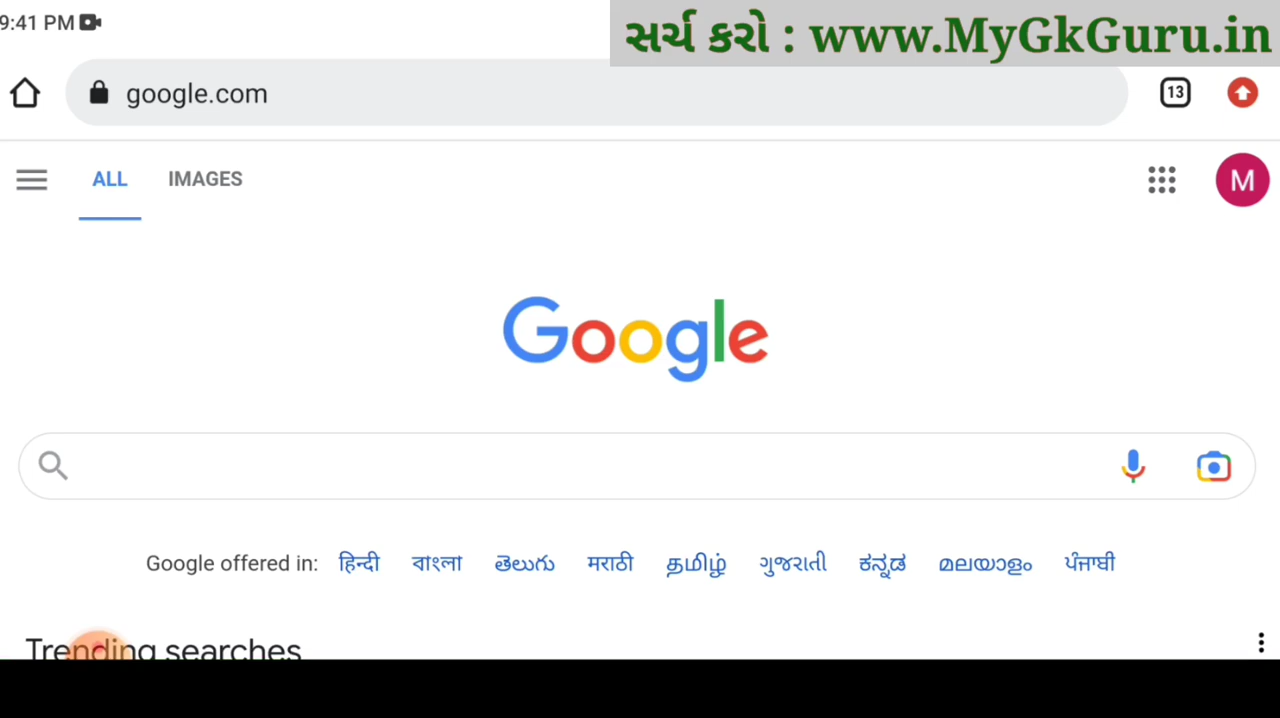 9:41 PM
સર્ચ કરો : www.MyGkGuru.in
google.com
13
ALL IMAGES
M
Google
Google offered in: हिन्दी বাংলা తెలుగు मराठी தமிழ் ગુજરાતી ಕನ್ನಡ മലയാളം ਪੰਜਾਬੀ
Trending searches